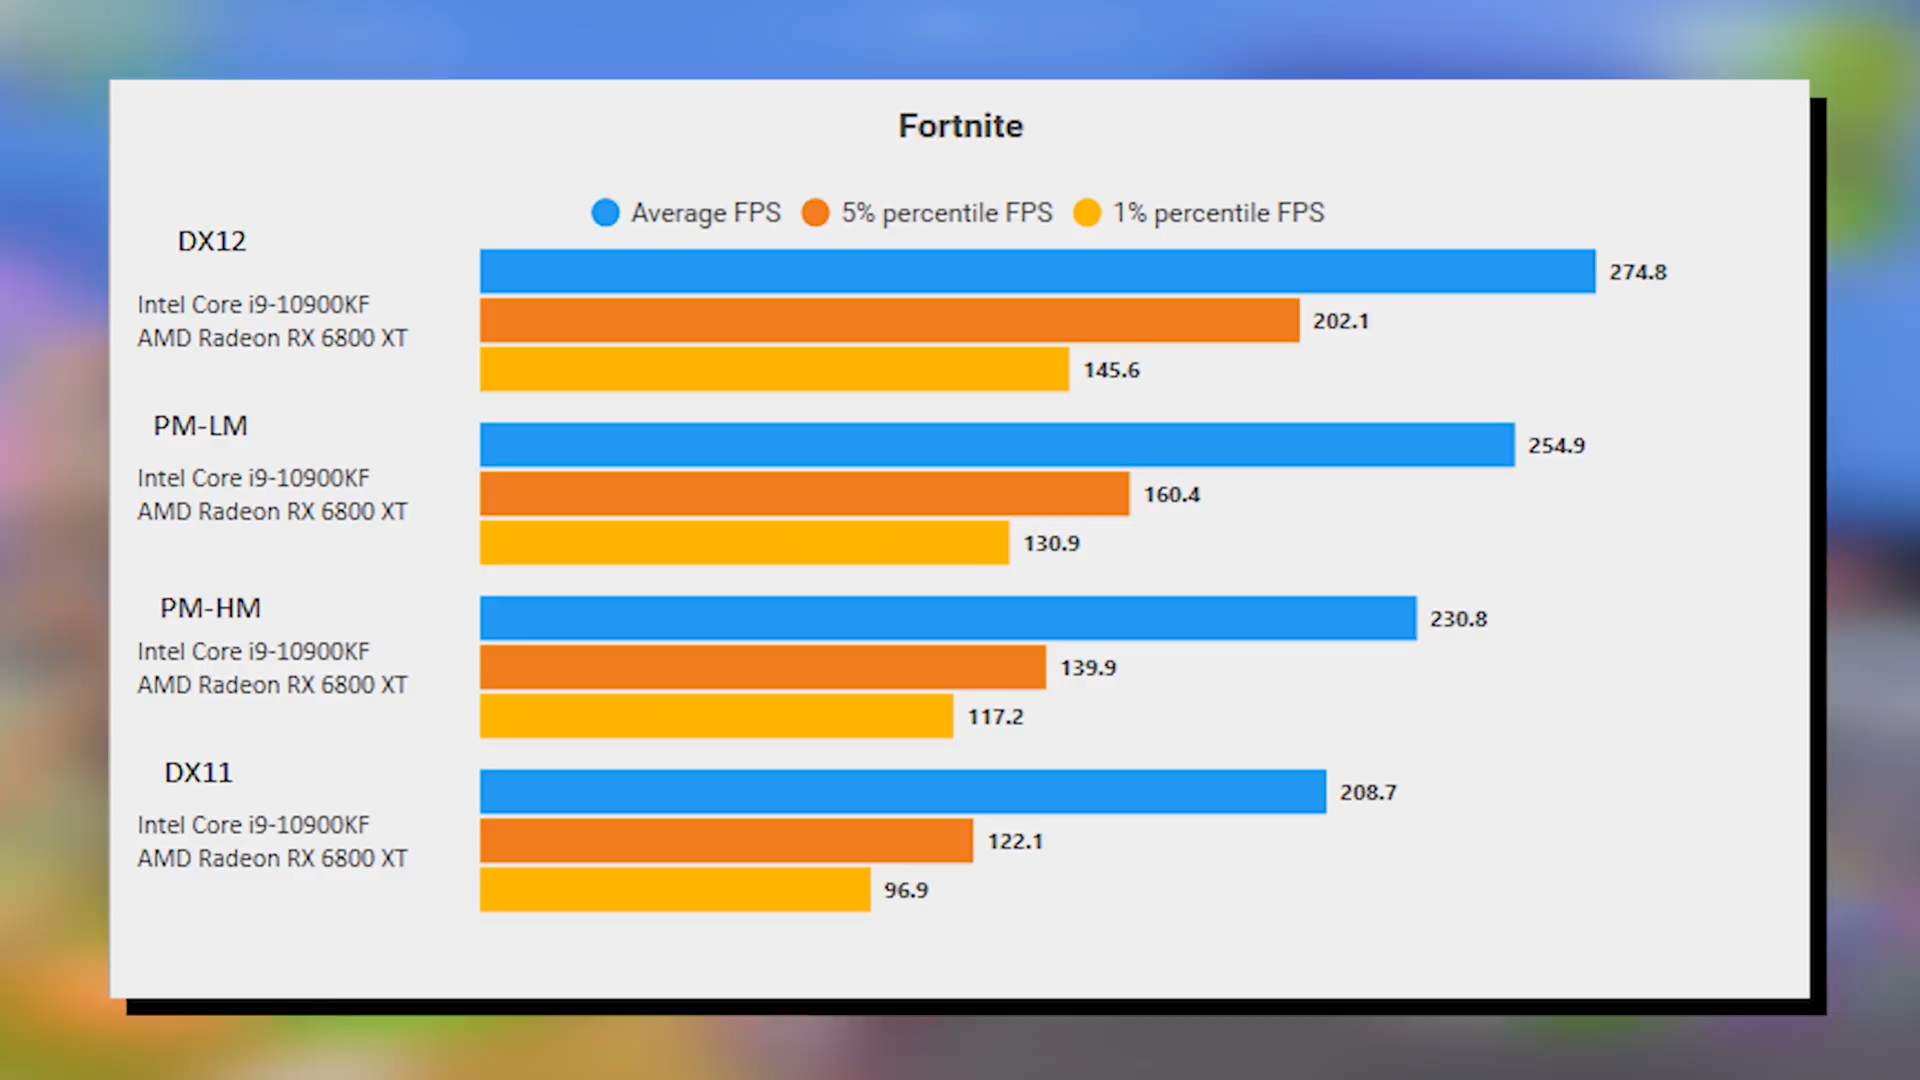 Fortnite
Average FPS 5% percentile FPS 1% percentile FPS
DX12
Intel Core i9-10900KF
AMD Radeon RX 6800 XT
274.8
202.1
145.6
PM-LM
Intel Core i9-10900KF
AMD Radeon RX 6800 XT
254.9
160.4
130.9
PM-HM
Intel Core i9-10900KF
AMD Radeon RX 6800 XT
230.8
139.9
117.2
DX11
Intel Core i9-10900KF
AMD Radeon RX 6800 XT
208.7
122.1
96.9